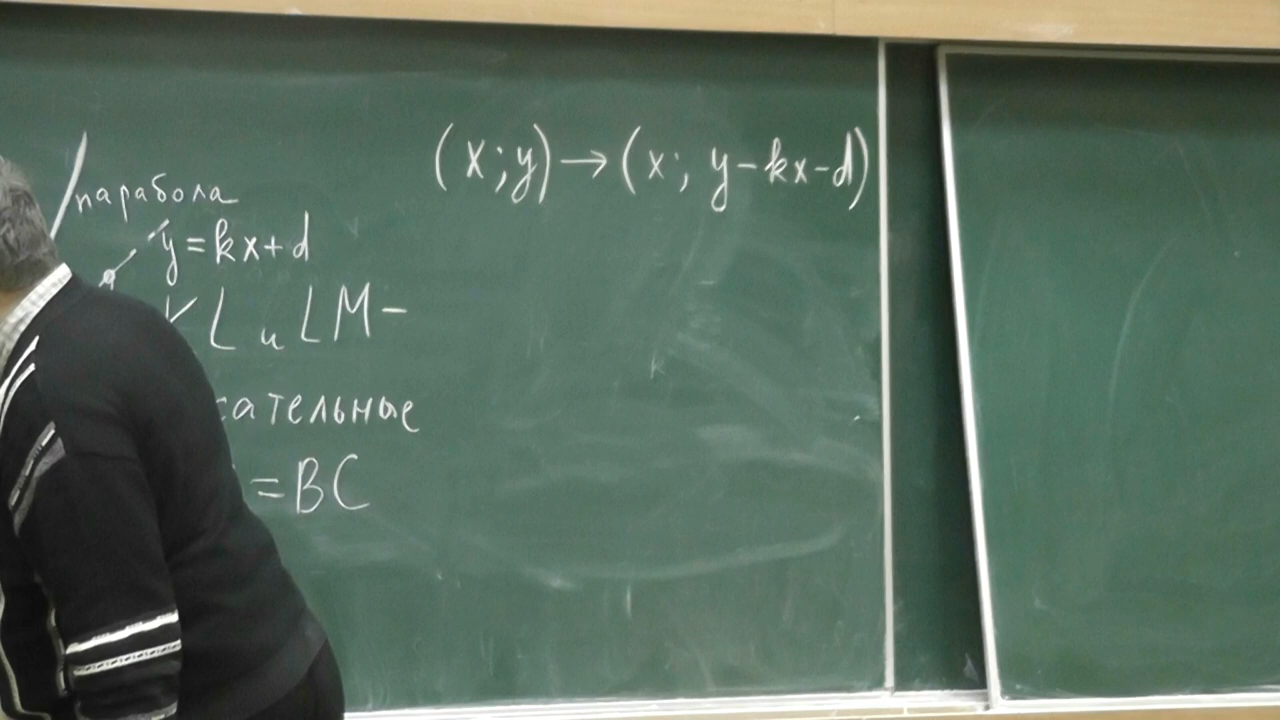 (x;y)→(x; y-kx-d)
парабола
y=kx+d
L и LM-
сательные
=BC